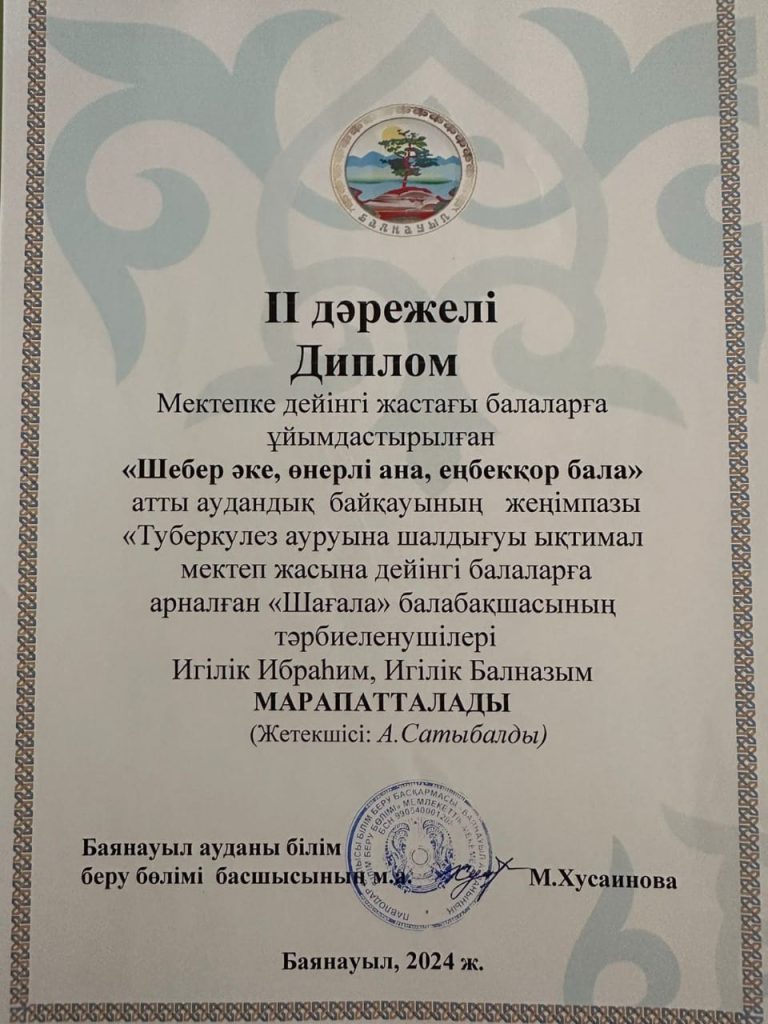 БАЯНАУЫЛ
ІІ дәрежелі
Диплом
Мектепке дейінгі жастағы балаларға
ұйымдастырылған
«Шебер әке, өнерлі ана, еңбекқор бала»
атты аудандық байқауының жеңімпазы
«Туберкулез ауруына шалдығуы ықтимал
мектеп жасына дейінгі балаларға
арналған «Шағала» балабақшасының
тәрбиеленушілері
Игілік Ибраһим, Игілік Балназым
МАРАПАТТАЛАДЫ
(Жетекшісі: А.Сатыбалды)
Баянауыл ауданы білім
беру бөлімі басшысының м.а.
М.Хусаинова
Баянауыл, 2024 ж.